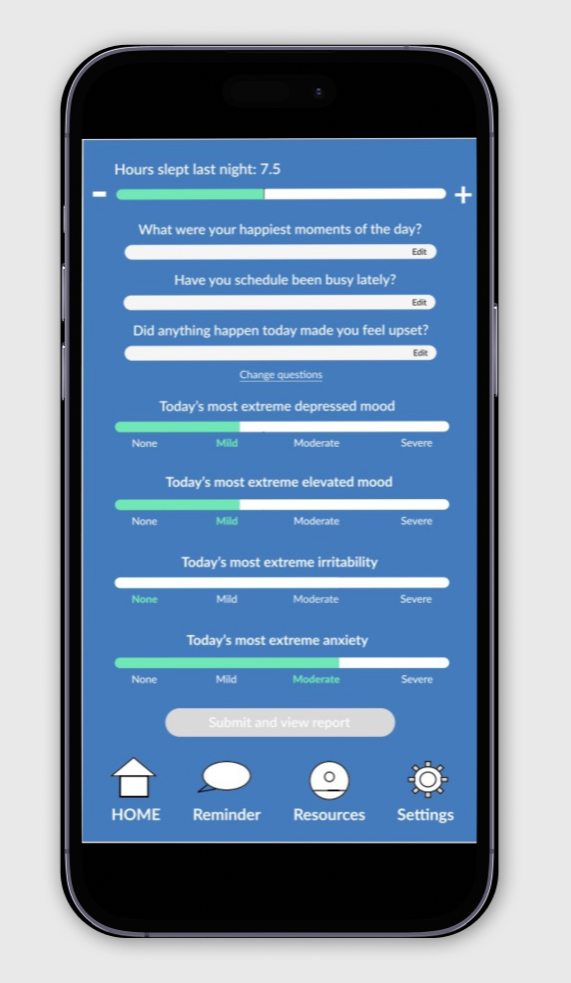 Hours slept last night: 7.5
- +
What were your happiest moments of the day?
Edit
Have you schedule been busy lately?
Edit
Did anything happen today made you feel upset?
Edit
Change questions
Today's most extreme depressed mood
None Mild Moderate Severe
Today's most extreme elevated mood
None Mild Moderate Severe
Today's most extreme irritability
None Mild Moderate Severe
Today's most extreme anxiety
None Mild Moderate Severe
Submit and view report
HOME Reminder Resources Settings